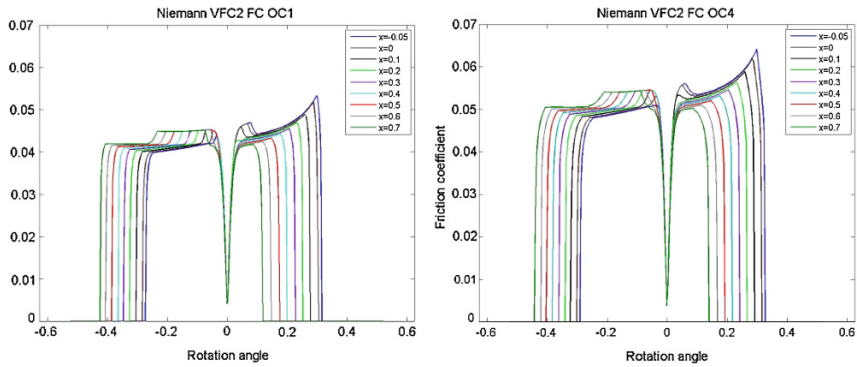 Niemann VFC2 FC OC1
0.07
0.06
0.05
0.04
0.03
0.02
0.01
0
-0.6
-0.4
-0.2
0
0.2
0.4
0.6
Rotation angle
x=-0.05
x=0
x=0.1
x=0.2
x=0.3
x=0.4
x=0.5
x=0.6
x=0.7
Niemann VFC2 FC OC4
Friction coefficient
0.07
0.06
0.05
0.04
0.03
0.02
0.01
0
-0.6
-0.4
-0.2
0
0.2
0.4
0.6
Rotation angle
x=-0.05
x=0
x=0.1
x=0.2
x=0.3
x=0.4
x=0.5
x=0.6
x=0.7